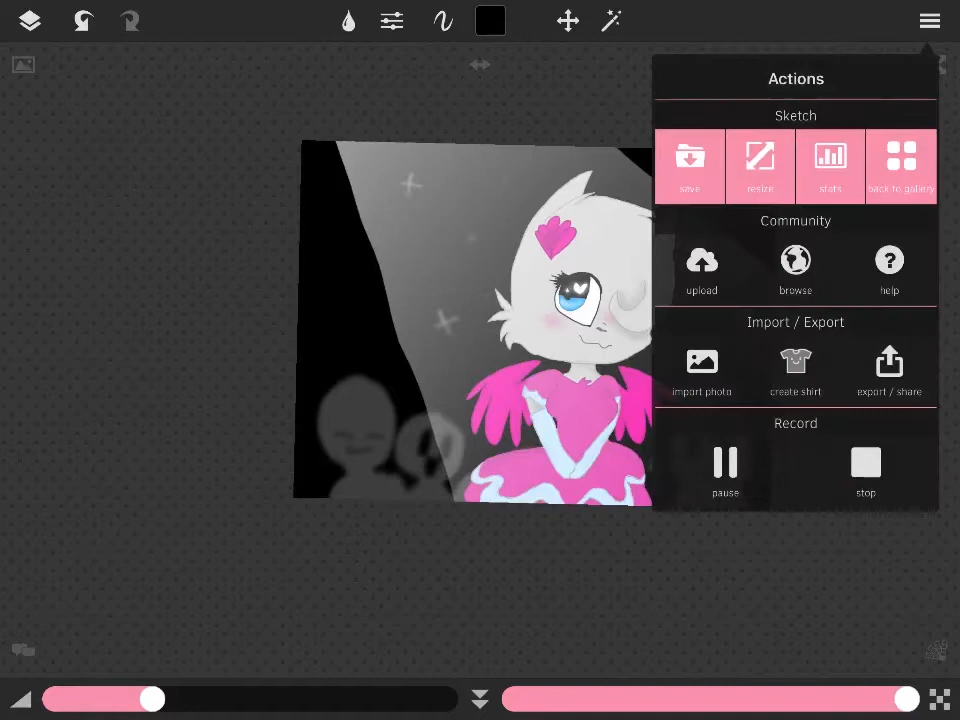 Actions
Sketch
save resize stats back to gallery
Community
upload browse help
Import / Export
import photo create shirt export / share
Record
pause stop